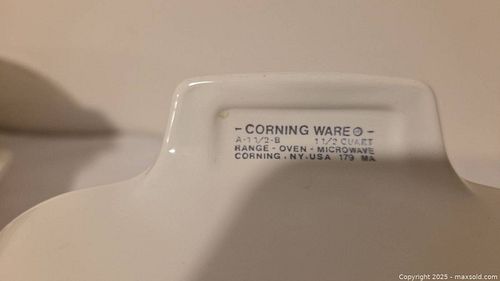 - CORNING WARE ® -
A-1 1/2-B 1 1/2 QUART
RANGE - OVEN - MICROWAVE
CORNING . NY . USA 179 MA
Copyright © 2025 - maxsold.com